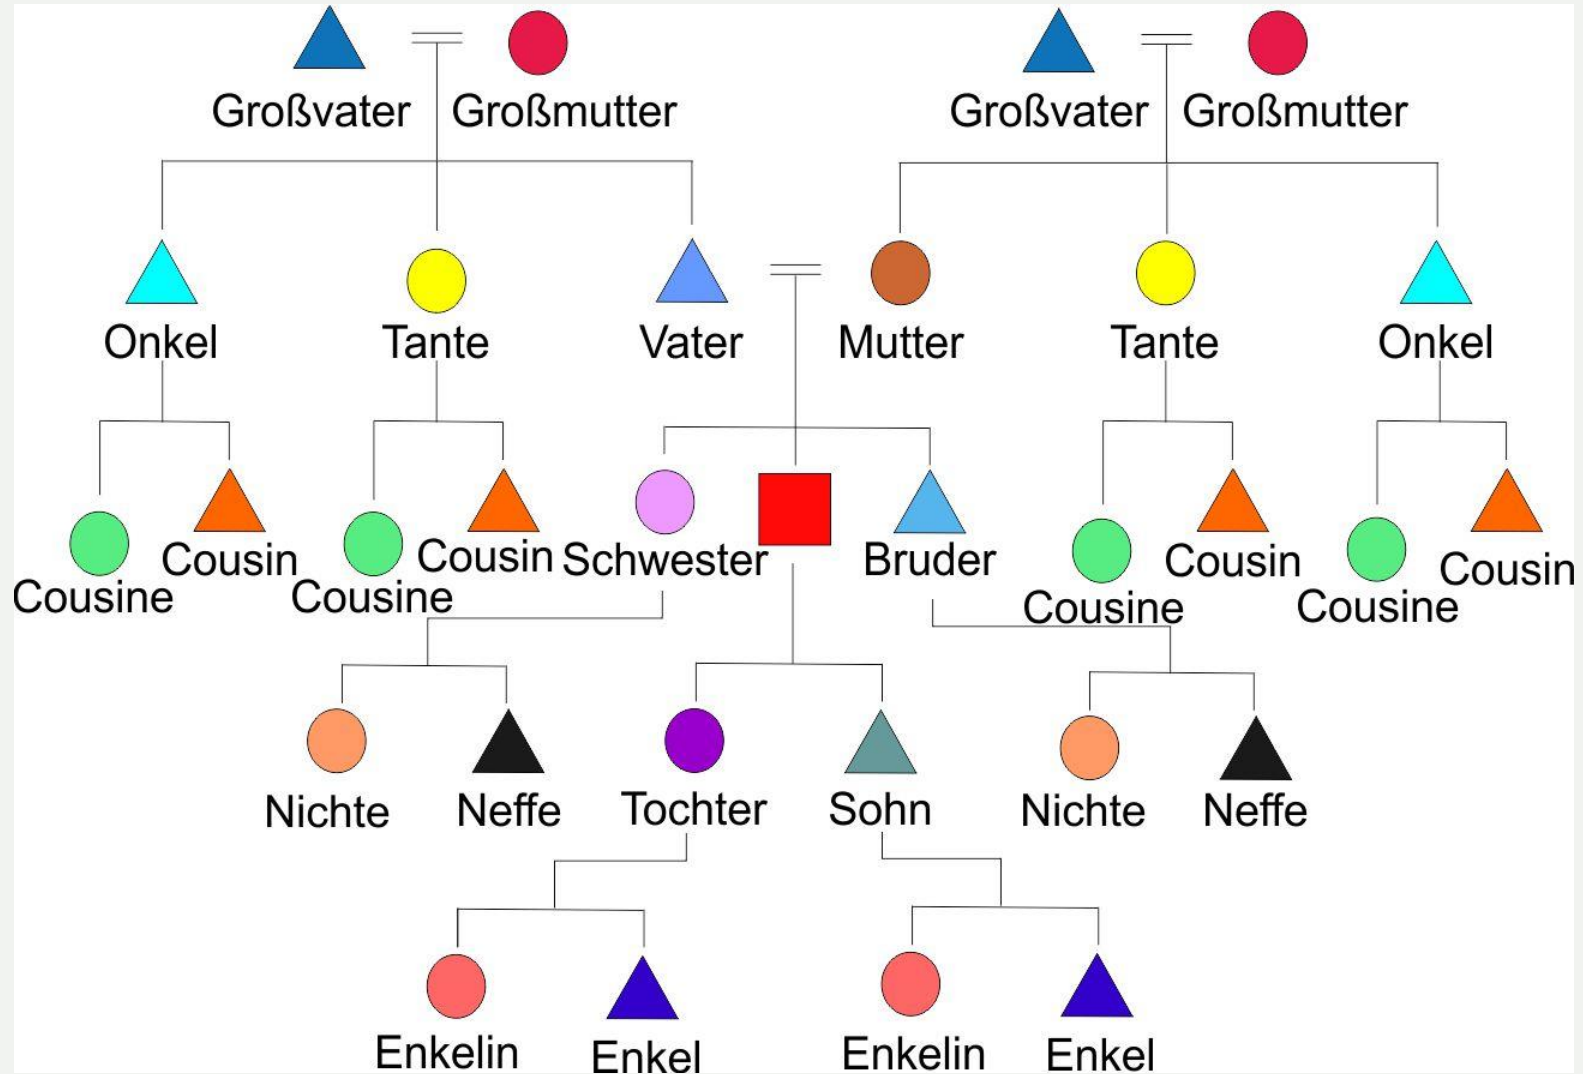 Großvater Großmutter Großvater Großmutter
Onkel Tante Vater Mutter Tante Onkel
Cousin Cousin Schwester Bruder Cousin Cousin
Cousine Cousine Cousine Cousine
Nichte Neffe Tochter Sohn Nichte Neffe
Enkelin Enkel Enkelin Enkel